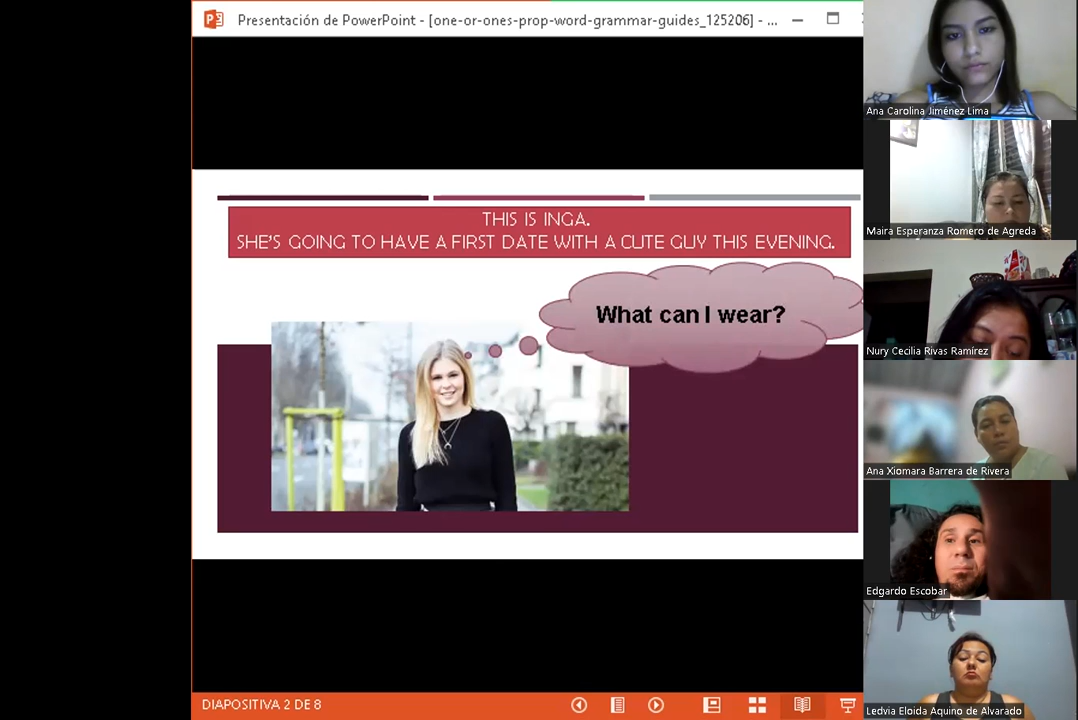 Presentación de PowerPoint - [one-or-ones-prop-word-grammar-guides_125206] - ...
THIS IS INGA.
SHE'S GOING TO HAVE A FIRST DATE WITH A CUTE GUY THIS EVENING.
What can I wear?
DIAPOSITIVA 2 DE 8
Ana Carolina Jiménez Lima
Maira Esperanza Romero de Agreda
Nury Cecilia Rivas Ramírez
Ana Xiomara Barrera de Rivera
Edgardo Escobar
Ledvia Eloida Aquino de Alvarado